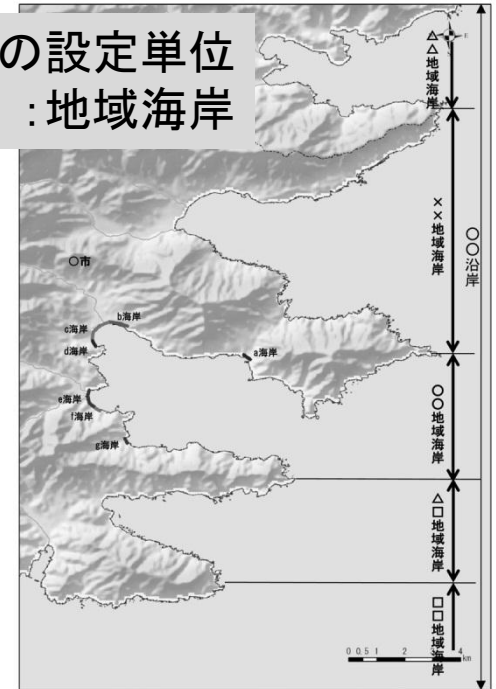 の設定単位
:地域海岸
△△地域海岸
××地域海岸
○○沿岸
○市
b海岸
c海岸
d海岸
a海岸
e海岸
f海岸
g海岸
○○地域海岸
△□地域海岸
□□地域海岸
0 0.5 1 2 3 4
km